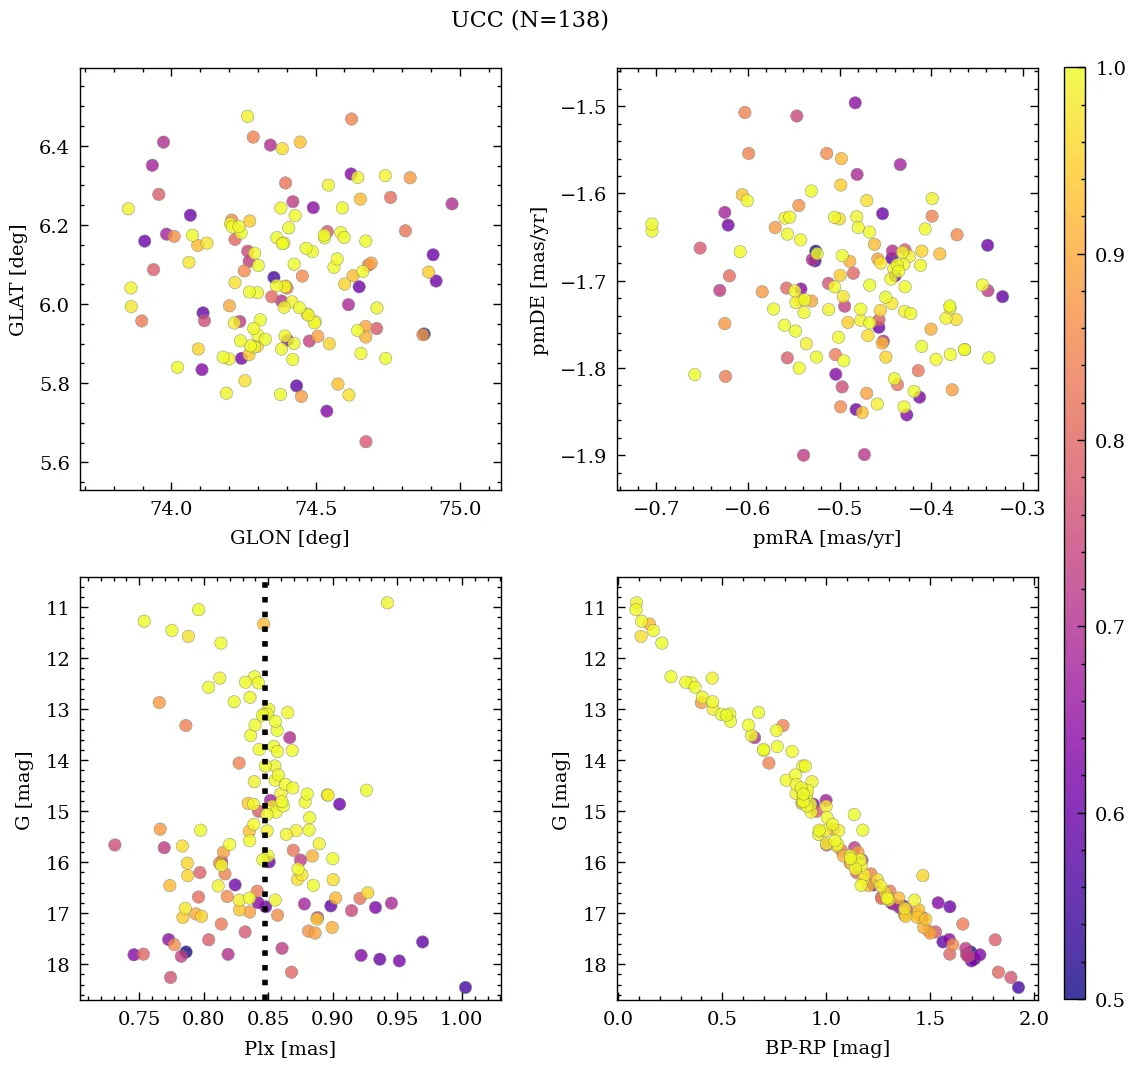 UCC (N=138)
6.4
6.2
6.0
5.8
5.6
GLAT [deg]
74.0 74.5 75.0
GLON [deg]
−1.5
−1.6
−1.7
−1.8
−1.9
pmDE [mas/yr]
−0.7 −0.6 −0.5 −0.4 −0.3
pmRA [mas/yr]
11
12
13
14
15
16
17
18
G [mag]
0.75 0.80 0.85 0.90 0.95 1.00
Plx [mas]
11
12
13
14
15
16
17
18
G [mag]
0.0 0.5 1.0 1.5 2.0
BP-RP [mag]
1.0
0.9
0.8
0.7
0.6
0.5